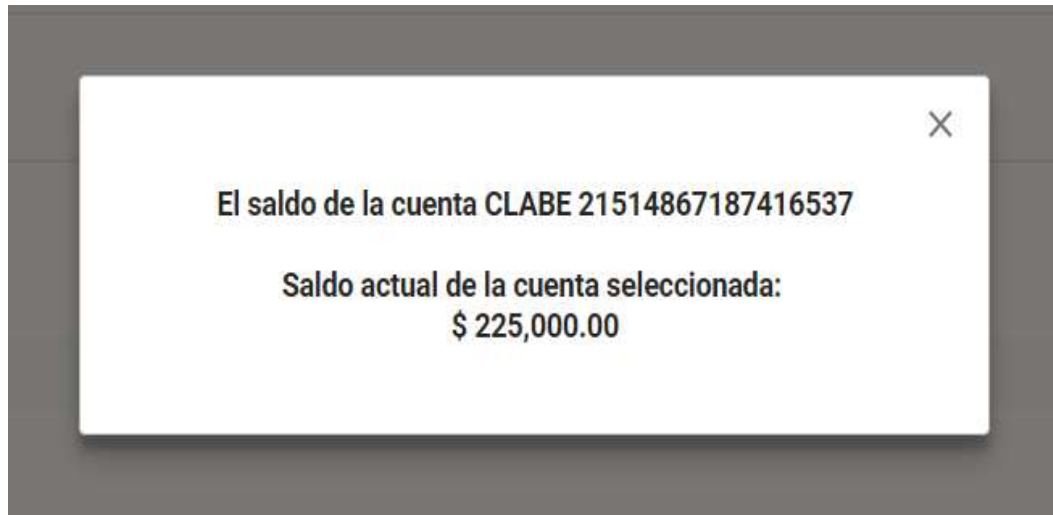 El saldo de la cuenta CLABE 21514867187416537
Saldo actual de la cuenta seleccionada:
$ 225,000.00